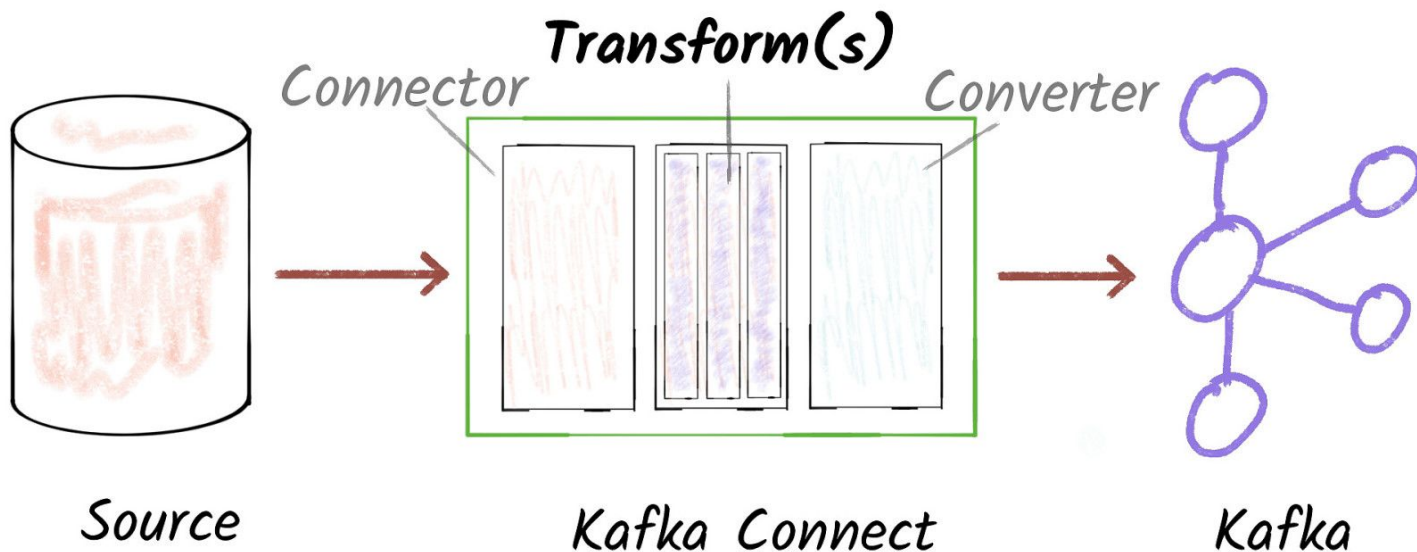 Transform(s)
Connector
Converter
Source
Kafka Connect
Kafka